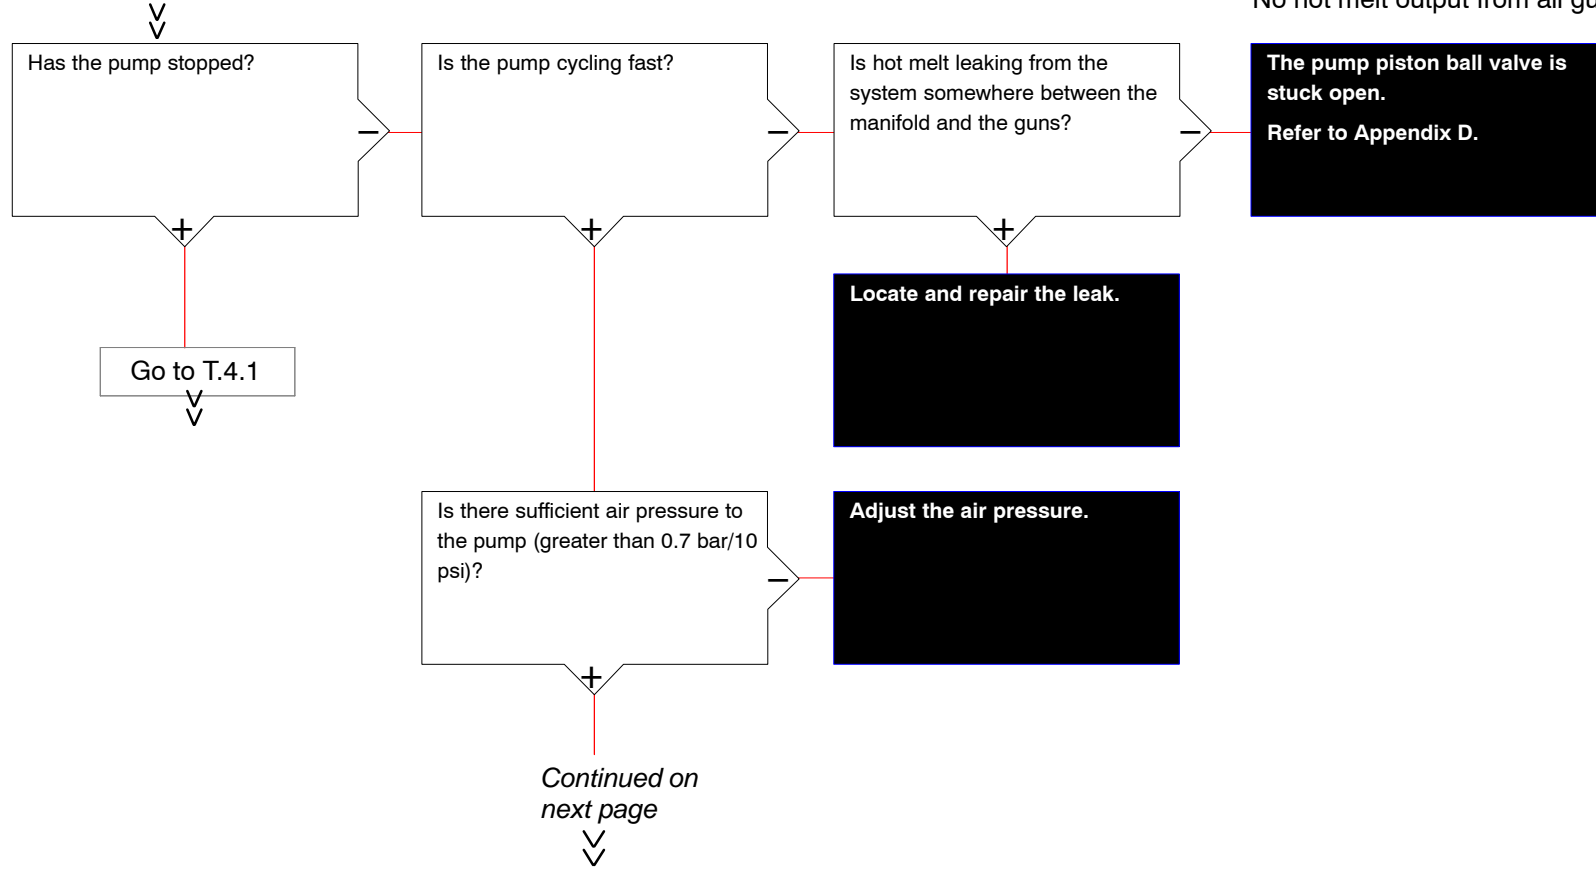 No hot melt output from all
Has the pump stopped?
Is the pump cycling fast?
Is hot melt leaking from the
system somewhere between the
manifold and the guns?
The pump piston ball valve is
stuck open.
Refer to Appendix D.
−
−
−
+
+
+
Locate and repair the leak.
Go to T.4.1
Is there sufficient air pressure to
the pump (greater than 0.7 bar/10
psi)?
−
Adjust the air pressure.
+
Continued on
next page